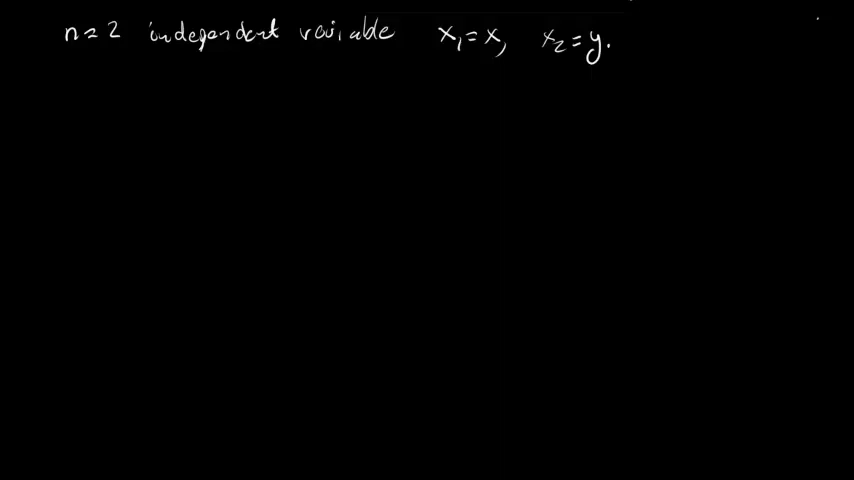 n = 2 independent variable x₁ = x, x₂ = y.